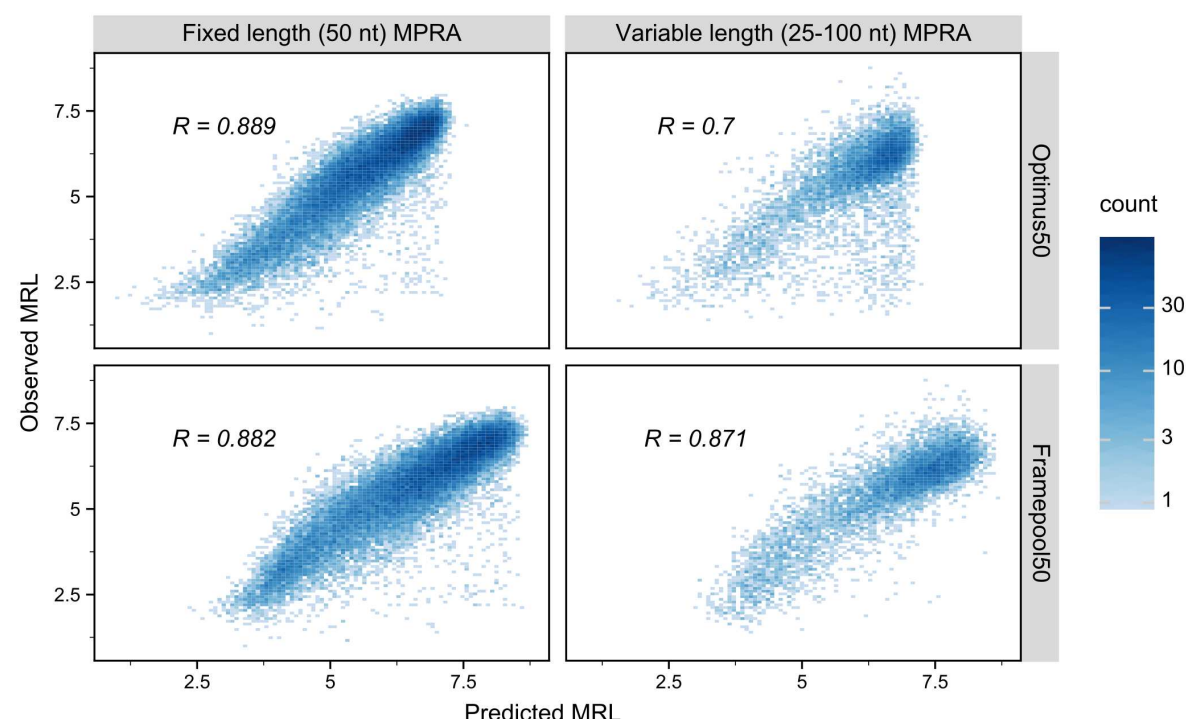 Fixed length (50 nt) MPRA
Variable length (25-100 nt) MPRA
7.5
5
2.5
R = 0.889
R = 0.7
Optimus50
Observed MRL
7.5
5
2.5
R = 0.882
R = 0.871
Framepool50
2.5
5
7.5
2.5
5
7.5
Predicted MRL
count
30
10
3
1